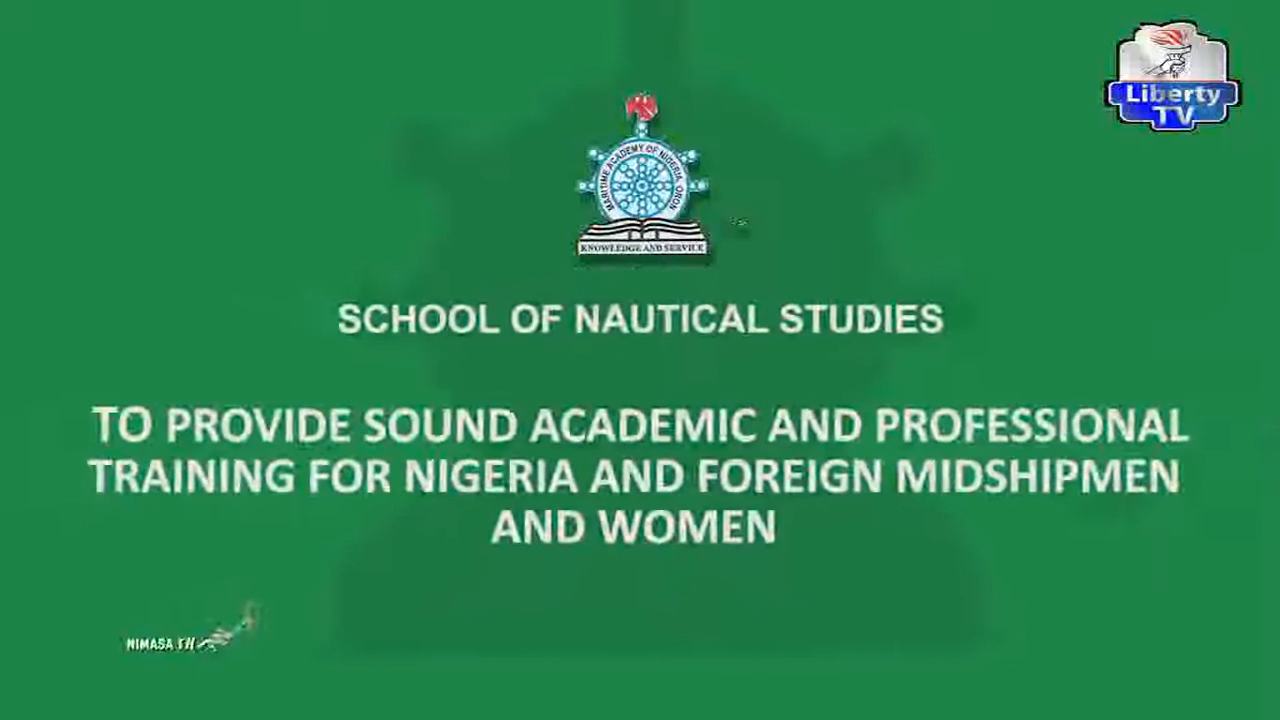 Liberty
TV
MARITIME ACADEMY OF NIGERIA, ORON
KNOWLEDGE AND SERVICE
SCHOOL OF NAUTICAL STUDIES
TO PROVIDE SOUND ACADEMIC AND PROFESSIONAL
TRAINING FOR NIGERIA AND FOREIGN MIDSHIPMEN
AND WOMEN
NIMASA